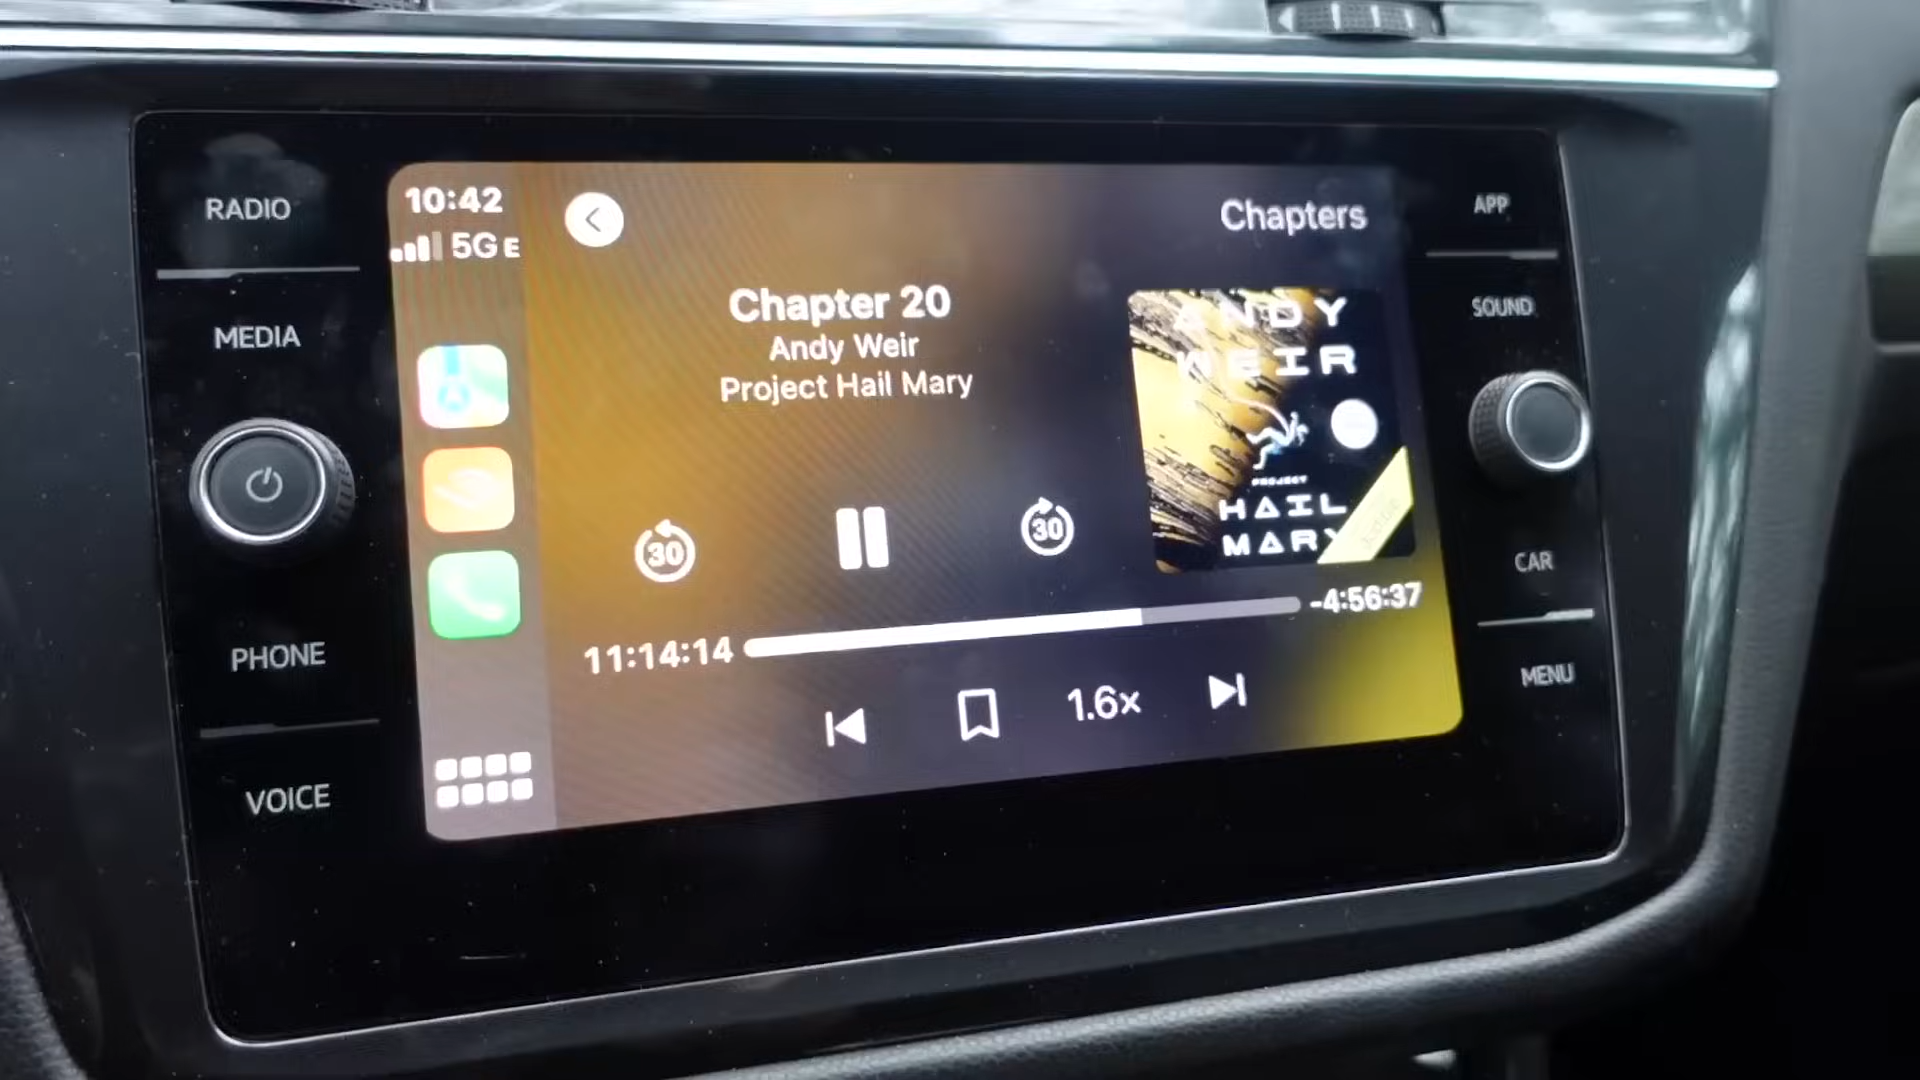 RADIO
MEDIA
PHONE
VOICE
10:42
5G E
Chapters
Chapter 20
Andy Weir
Project Hail Mary
30
30
11:14:14
-4:56:37
1.6x
ANDY
WEIR
PROJECT
HAIL
MARY
APP
SOUND
CAR
MENU